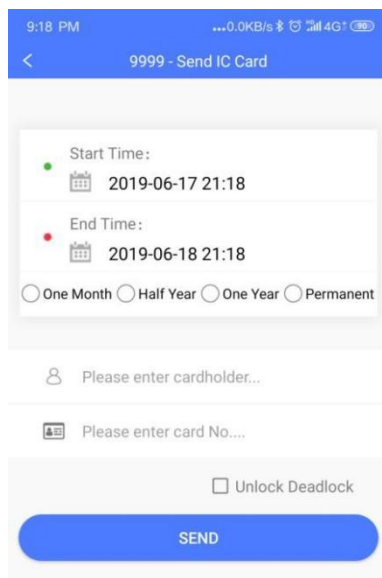 9:18 PM ...0.0KB/s 4G 90
9999 - Send IC Card
Start Time:
2019-06-17 21:18
End Time:
2019-06-18 21:18
One Month Half Year One Year Permanent
Please enter cardholder...
Please enter card No....
Unlock Deadlock
SEND